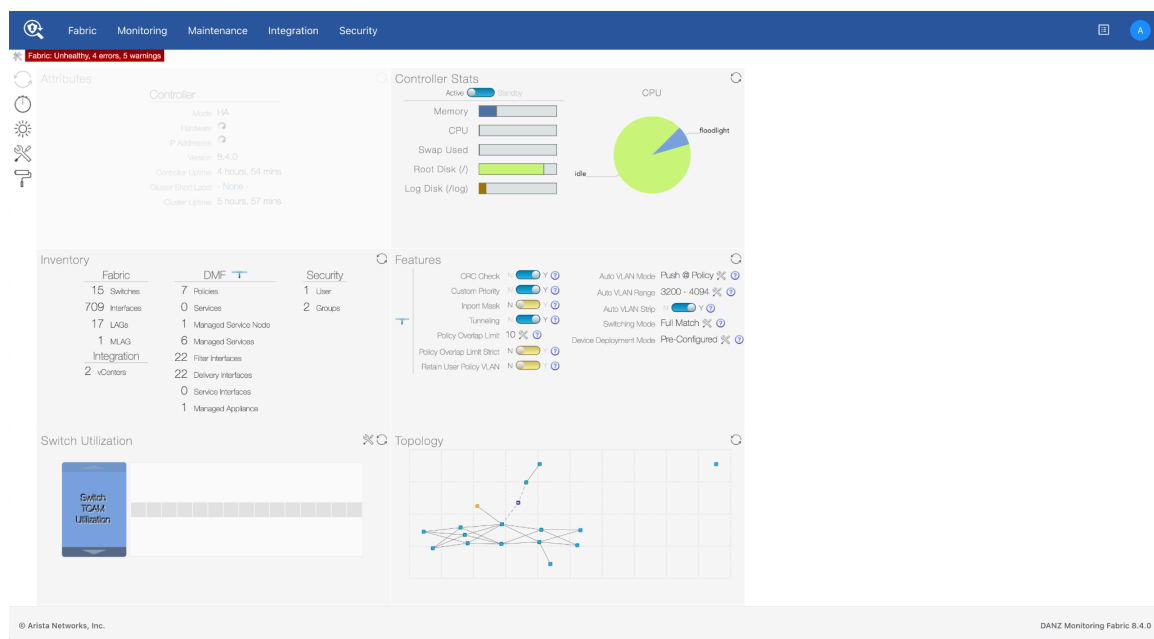 Fabric Monitoring Maintenance Integration Security A
Fabric: Unhealthy, 4 errors, 5 warnings
Attributes
Controller
Mode HA
Hardware
IP Addresses
Version 8.4.0
Controller Uptime 4 hours, 54 mins
Cluster Short Label - None -
Cluster Uptime 5 hours, 57 mins
Controller Stats
Active Standby
Memory
CPU
Swap Used
Root Disk (/)
Log Disk (/log)
CPU
floodlight
idle
Inventory
Fabric
15 Switches
709 Interfaces
17 LAGs
1 MLAG
Integration
2 vCenters
DMF
7 Policies
0 Services
1 Managed Service Node
6 Managed Services
22 Filter Interfaces
22 Delivery Interfaces
0 Service Interfaces
1 Managed Appliance
Security
1 User
2 Groups
Features
CRC Check N Y ?
Custom Priority N Y ?
Inport Mask N Y ?
Tunneling N Y ?
Policy Overlap Limit 10 ?
Policy Overlap Limit Strict N Y ?
Retain User Policy VLAN N Y ?
Auto VLAN Mode Push @ Policy ?
Auto VLAN Range 3200 - 4094 ?
Auto VLAN Strip N Y ?
Switching Mode Full Match ?
Device Deployment Mode Pre-Configured ?
Switch Utilization
Switch
TCAM
Utilization
Topology
© Arista Networks, Inc.
DANZ Monitoring Fabric 8.4.0